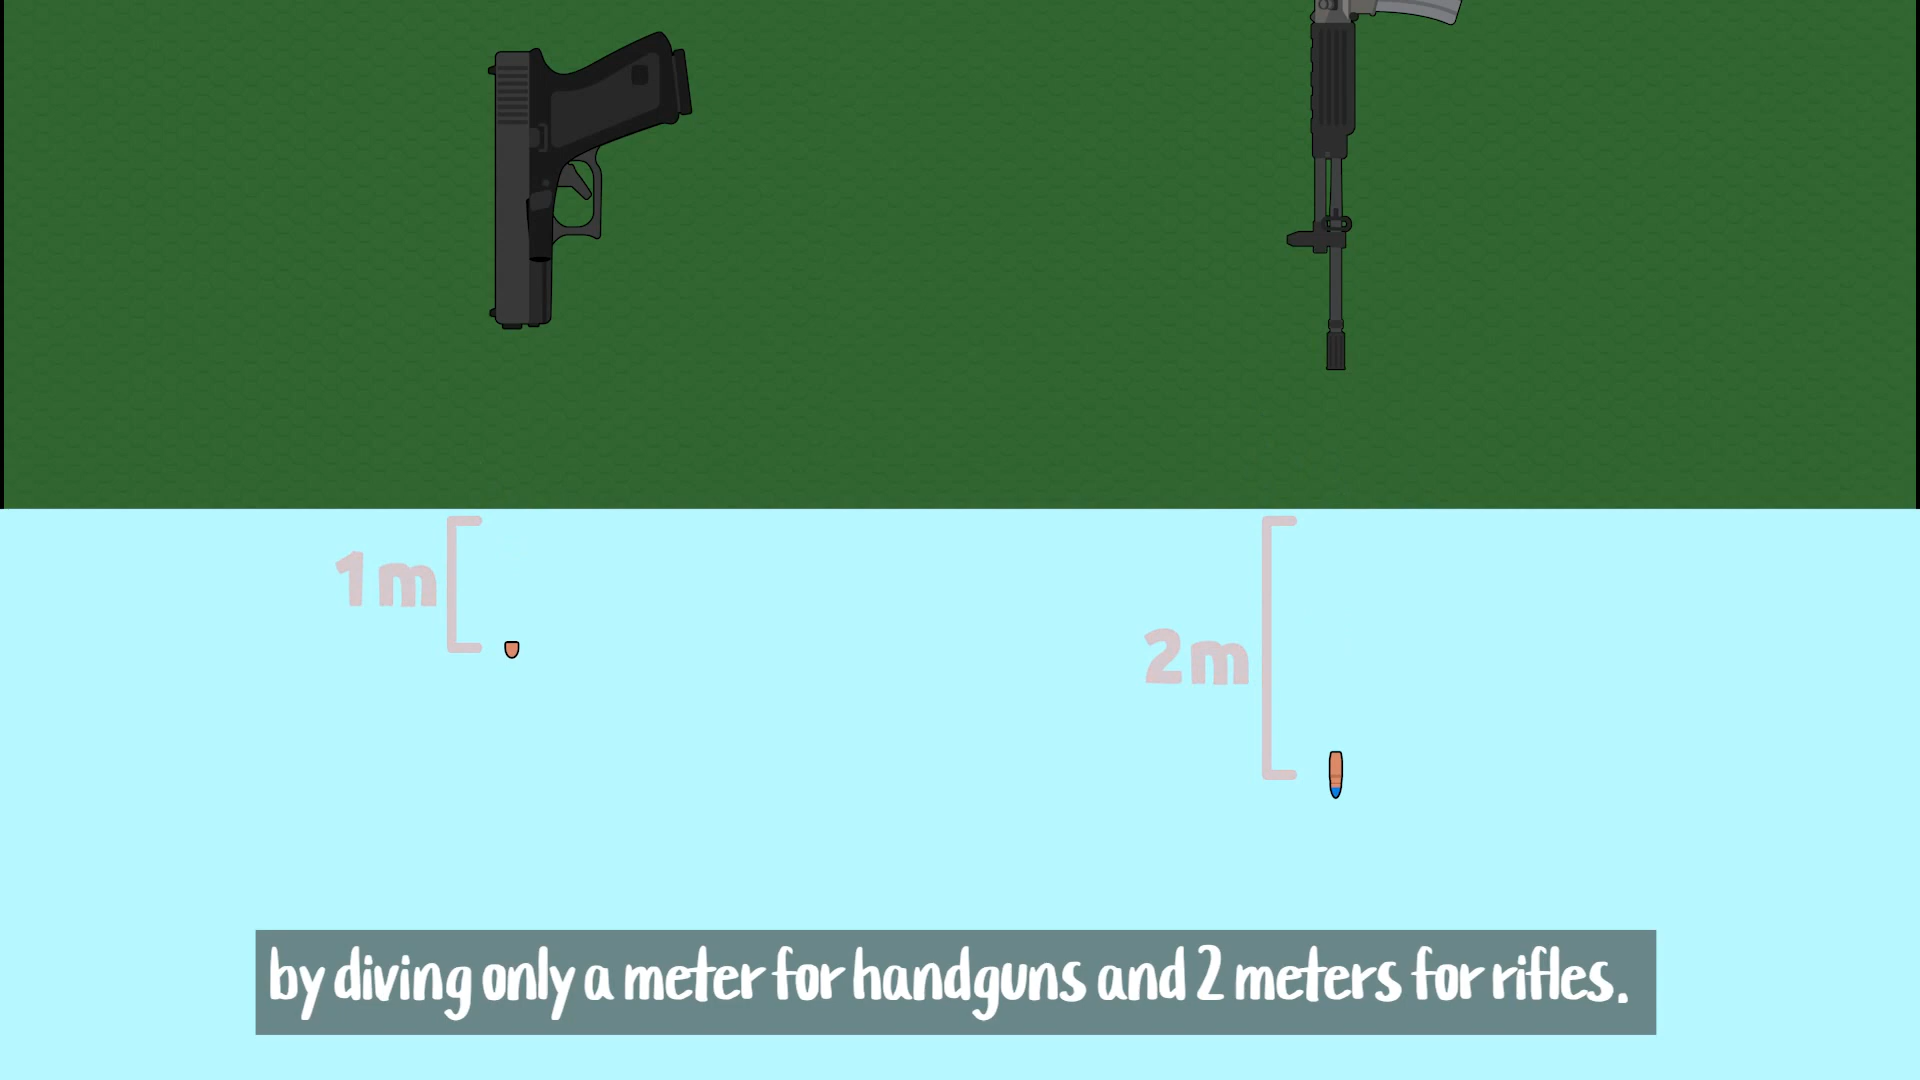 1m
2m
by diving only a meter for handguns and 2 meters for rifles.